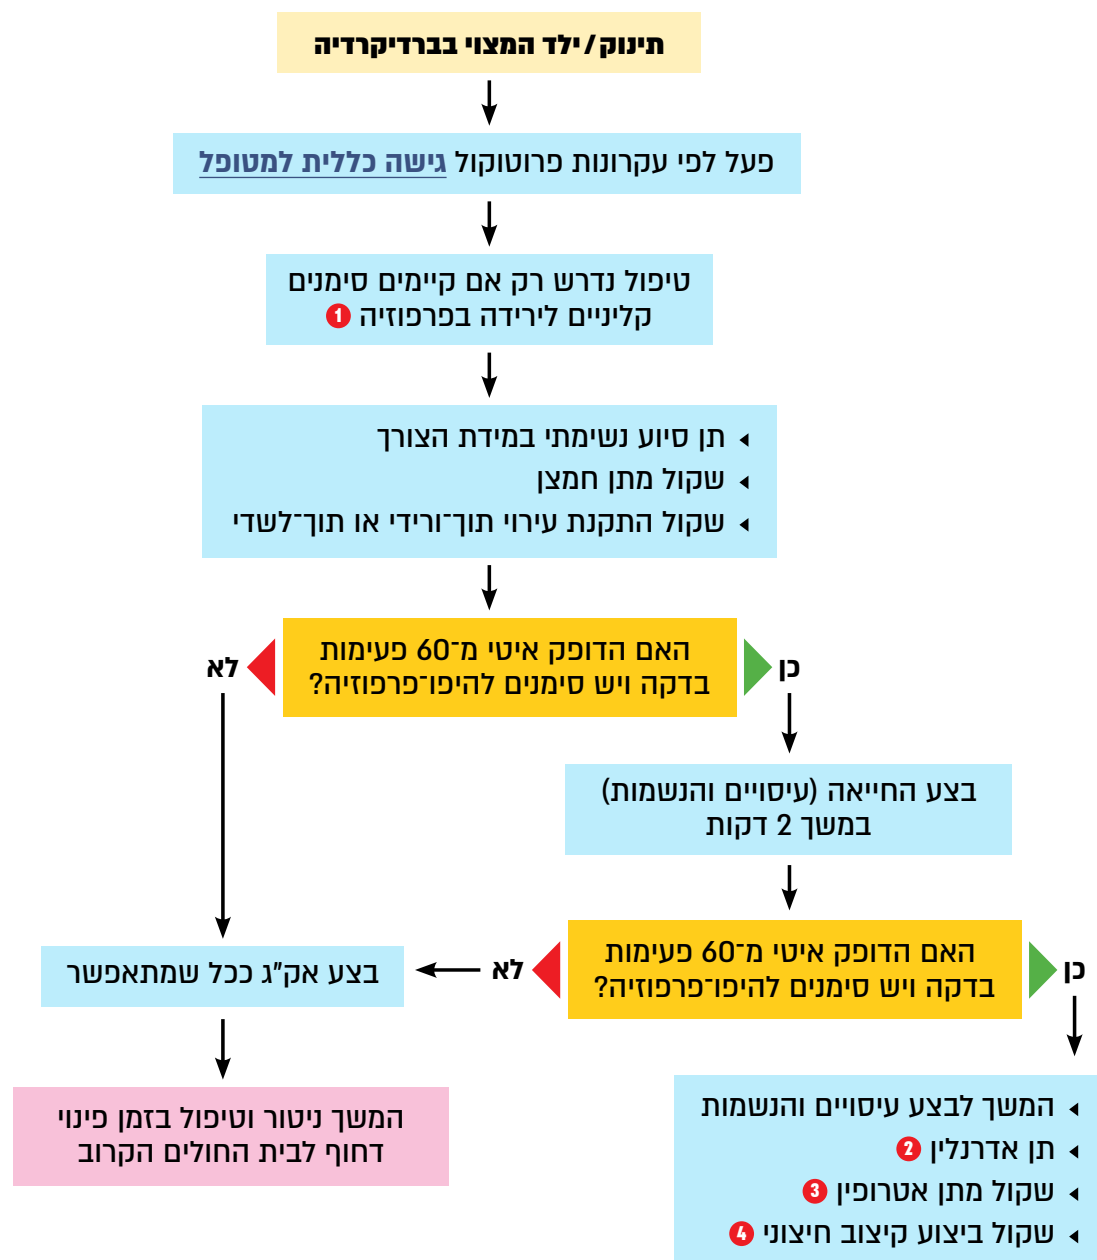 תינוק/ילד המצוי בברדיקרדיה
פעל לפי עקרונות פרוטוקול גישה כללית למטופל
טיפול נדרש רק אם קיימים סימנים
קליניים לירידה בפרפוזיה 1
תן סיוע נשימתי במידת הצורך
שקול מתן חמצן
שקול התקנת עירוי תוך־ורידי או תוך־לשדי
האם הדופק איטי מ־60 פעימות
בדקה ויש סימנים להיפו־פרפוזיה?
כן
לא
בצע החייאה (עיסויים והנשמות)
במשך 2 דקות
האם הדופק איטי מ־60 פעימות
בדקה ויש סימנים להיפו־פרפוזיה?
כן
לא
בצע אק"ג ככל שמתאפשר
המשך לבצע עיסויים והנשמות
תן אדרנלין 2
שקול מתן אטרופין 3
שקול ביצוע קיצוב חיצוני 4
המשך ניטור וטיפול בזמן פינוי
דחוף לבית החולים הקרוב